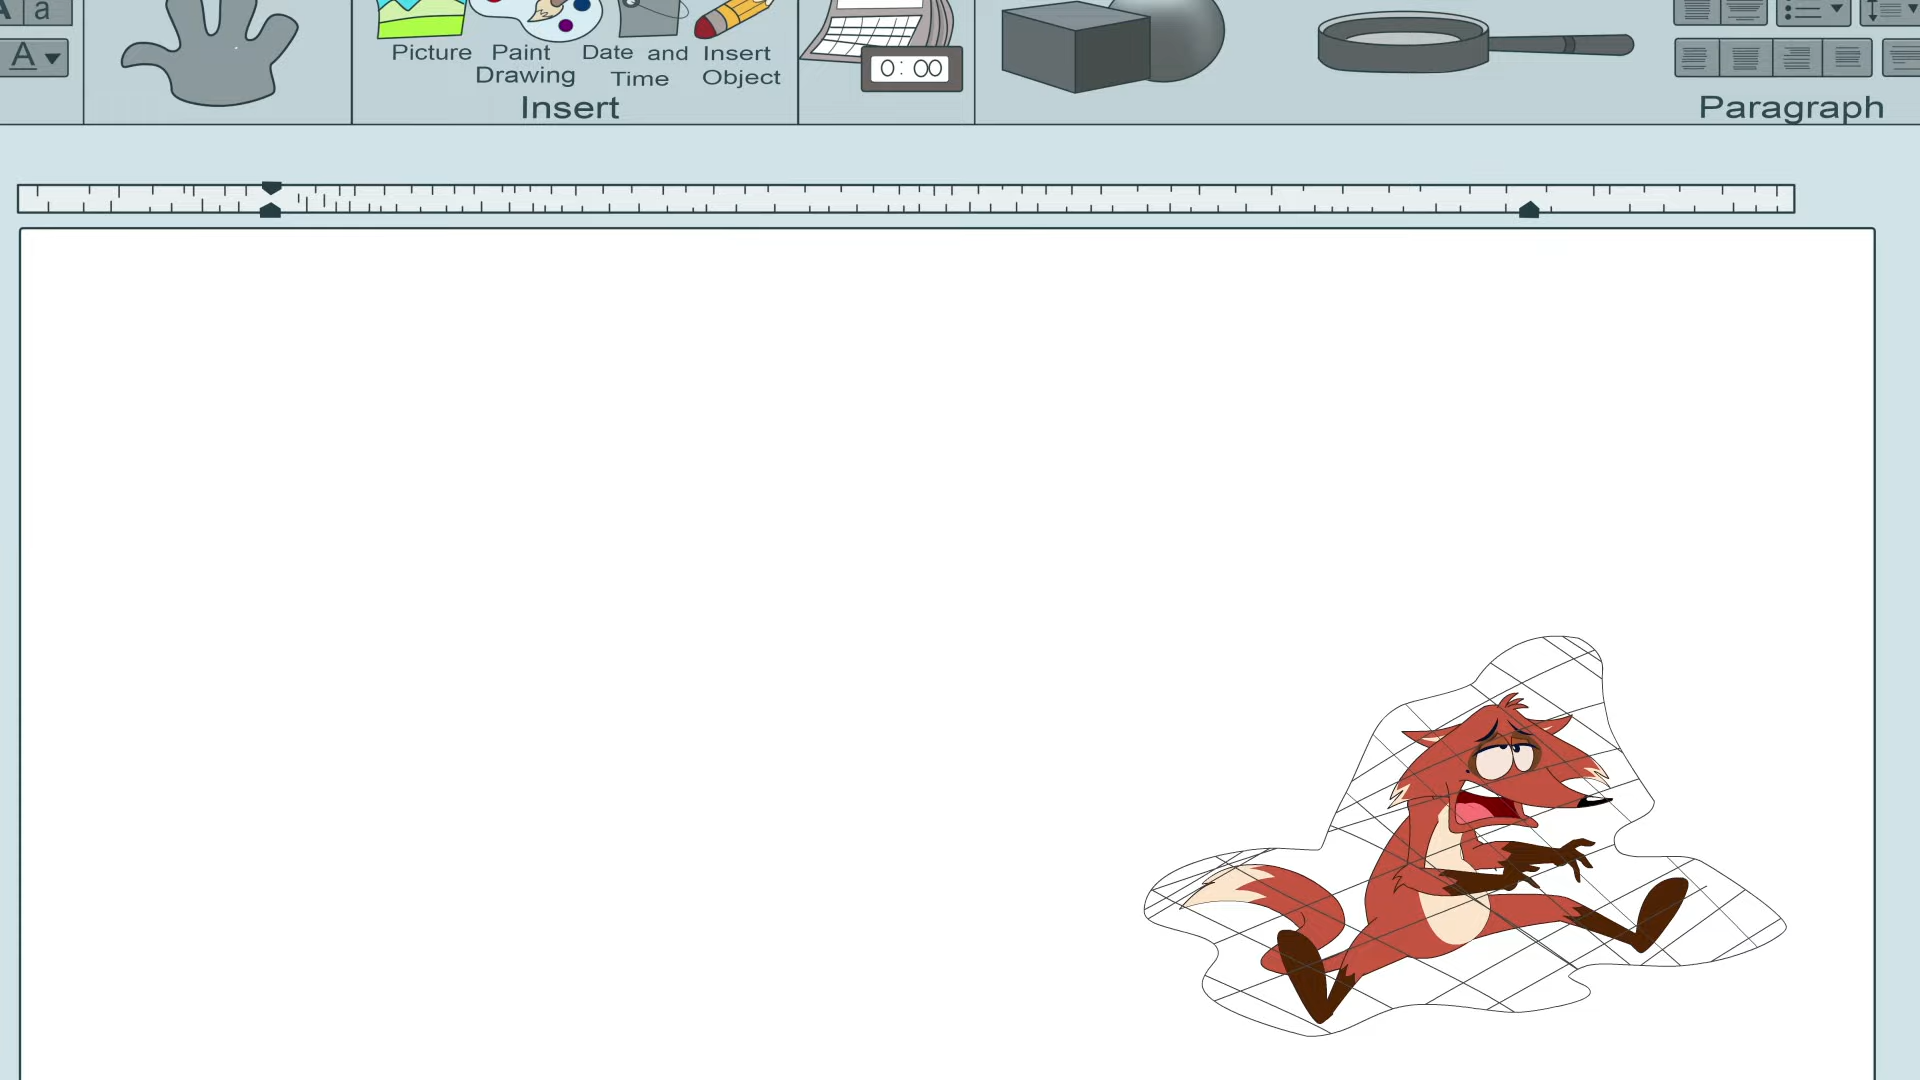 A a
A
Picture Paint Date and Insert
Drawing Time Object
Insert
0: 00
Paragraph